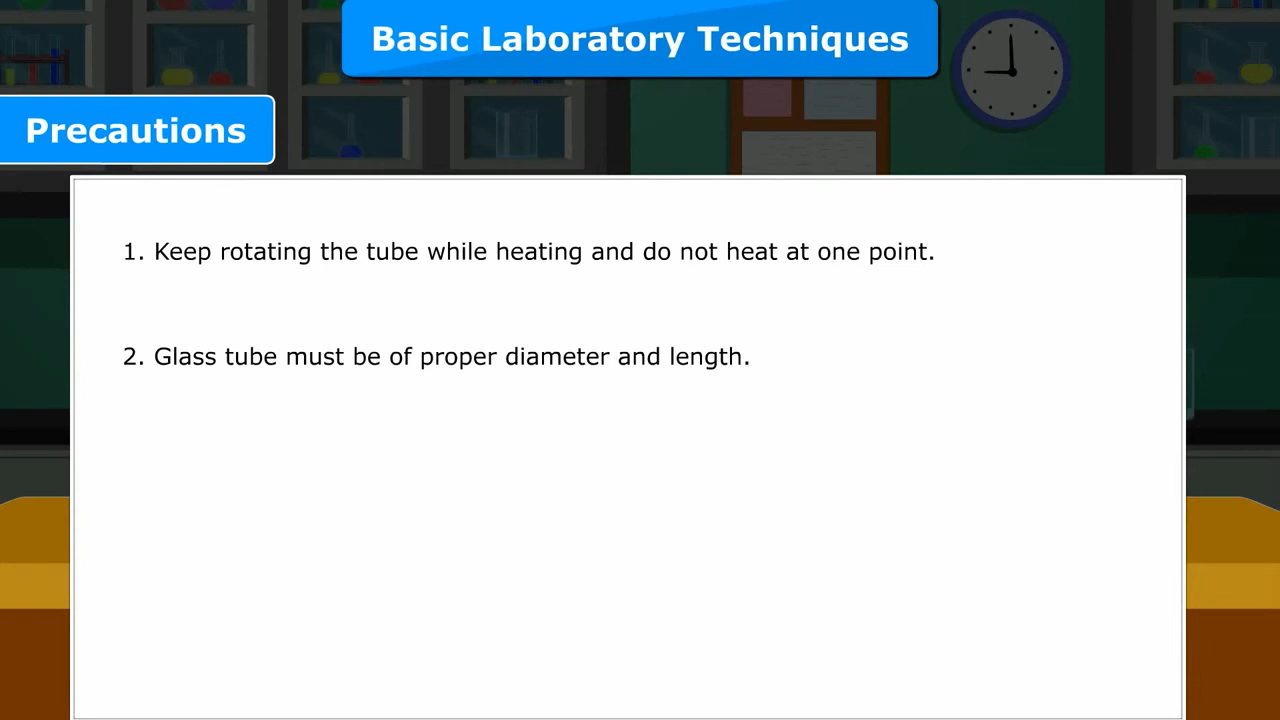 Basic Laboratory Techniques
Precautions
1. Keep rotating the tube while heating and do not heat at one point.
2. Glass tube must be of proper diameter and length.